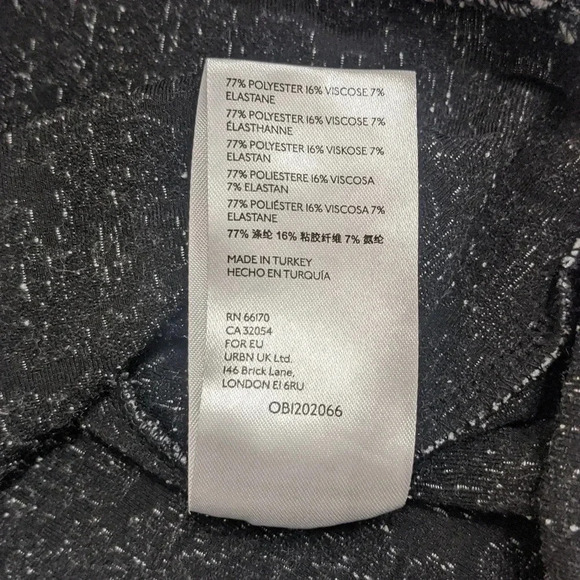 77% POLYESTER 16% VISCOSE 7%
ELASTANE
77% POLYESTER 16% VISCOSE 7%
ÉLASTHANNE
77% POLYESTER 16% VISKOSE 7%
ELASTAN
77% POLIESTERE 16% VISCOSA
7% ELASTAN
77% POLIÉSTER 16% VISCOSA 7%
ELASTANE
77% 涤纶 16% 粘胶纤维 7% 氨纶
MADE IN TURKEY
HECHO EN TURQUÍA
RN 66170
CA 32054
FOR EU
URBN UK Ltd.
146 Brick Lane,
LONDON E1 6RU
OB1202066